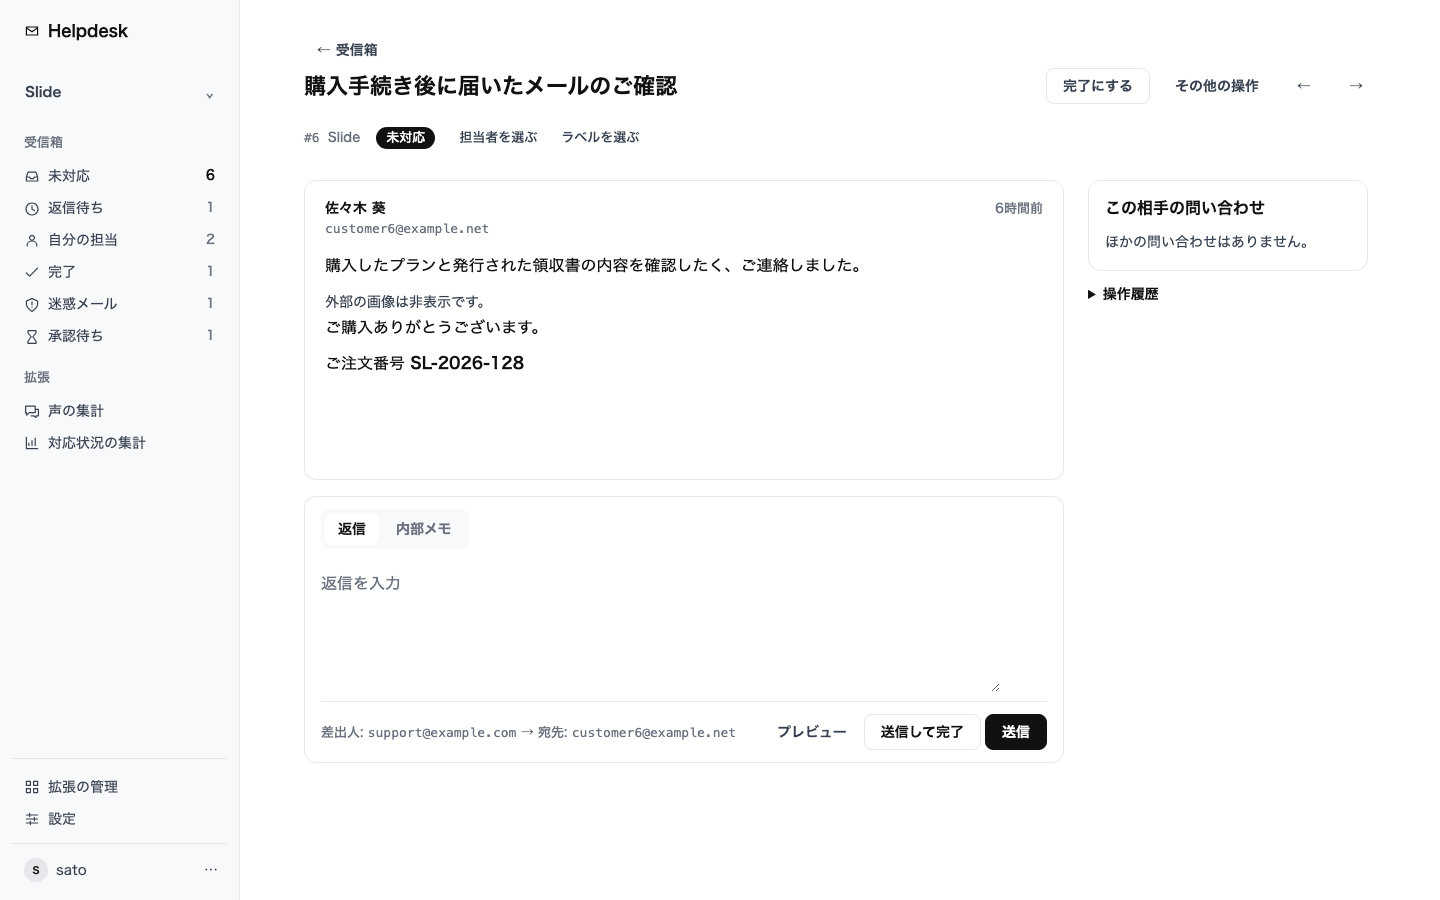 Helpdesk
Slide
受信箱
未対応 6
返信待ち 1
自分の担当 2
完了 1
迷惑メール 1
承認待ち 1
拡張
声の集計
対応状況の集計
拡張の管理
設定
S sato ...
← 受信箱
購入手続き後に届いたメールのご確認
完了にする その他の操作 ← →
#6 Slide 未対応 担当者を選ぶ ラベルを選ぶ
佐々木 葵 6時間前
customer6@example.net
購入したプランと発行された領収書の内容を確認したく、ご連絡しました。
外部の画像は非表示です。
ご購入ありがとうございます。
ご注文番号 SL-2026-128
返信 内部メモ
返信を入力
差出人: support@example.com → 宛先: customer6@example.net プレビュー 送信して完了 送信
この相手の問い合わせ
ほかの問い合わせはありません。
▶ 操作履歴